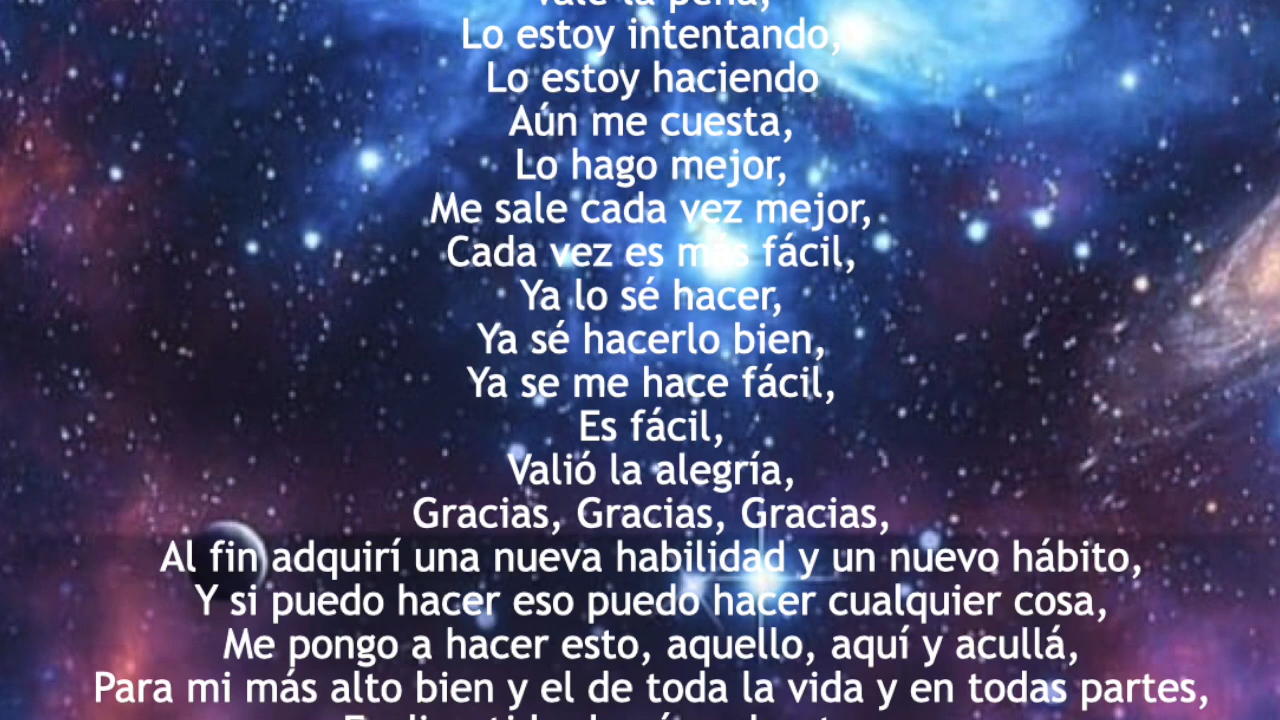 Vale la pena,
Lo estoy intentando,
Lo estoy haciendo
Aún me cuesta,
Lo hago mejor,
Me sale cada vez mejor,
Cada vez es más fácil,
Ya lo sé hacer,
Ya sé hacerlo bien,
Ya se me hace fácil,
Es fácil,
Valió la alegría,
Gracias, Gracias, Gracias,
Al fin adquirí una nueva habilidad y un nuevo hábito,
Y si puedo hacer eso puedo hacer cualquier cosa,
Me pongo a hacer esto, aquello, aquí y acullá,
Para mi más alto bien y el de toda la vida y en todas partes,